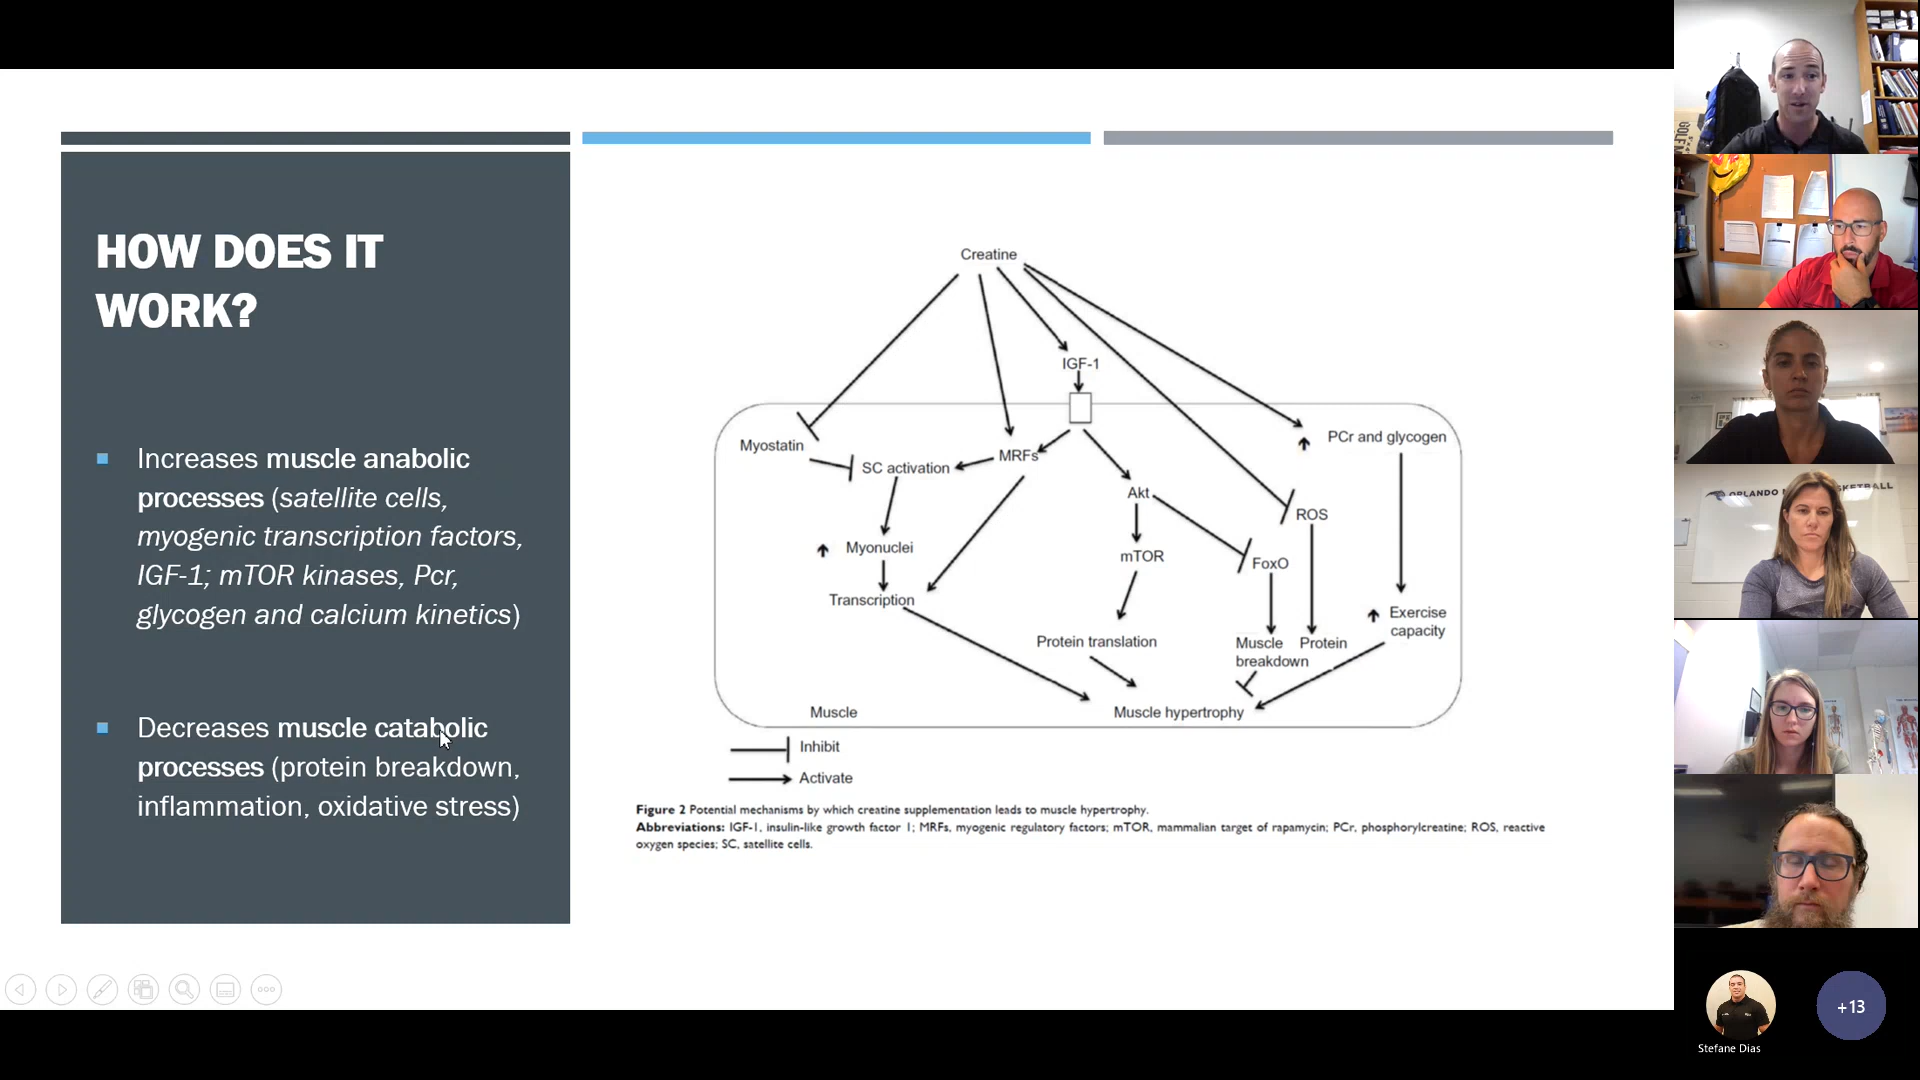 HOW DOES IT
WORK?
Increases muscle anabolic
processes (satellite cells,
myogenic transcription factors,
IGF-1; mTOR kinases, Pcr,
glycogen and calcium kinetics)
Decreases muscle catabolic
processes (protein breakdown,
inflammation, oxidative stress)
Creatine
IGF-1
Myostatin
SC activation
MRFs
PCr and glycogen
Akt
ROS
Myonuclei
mTOR
FoxO
Transcription
Protein translation
Muscle
breakdown
Protein
Exercise
capacity
Muscle
Muscle hypertrophy
Inhibit
Activate
Figure 2 Potential mechanisms by which creatine supplementation leads to muscle hypertrophy.
Abbreviations: IGF-1, insulin-like growth factor 1; MRFs, myogenic regulatory factors; mTOR, mammalian target of rapamycin; PCr, phosphorylcreatine; ROS, reactive
oxygen species; SC, satellite cells.
ORLANDO
+13
Stefane Dias